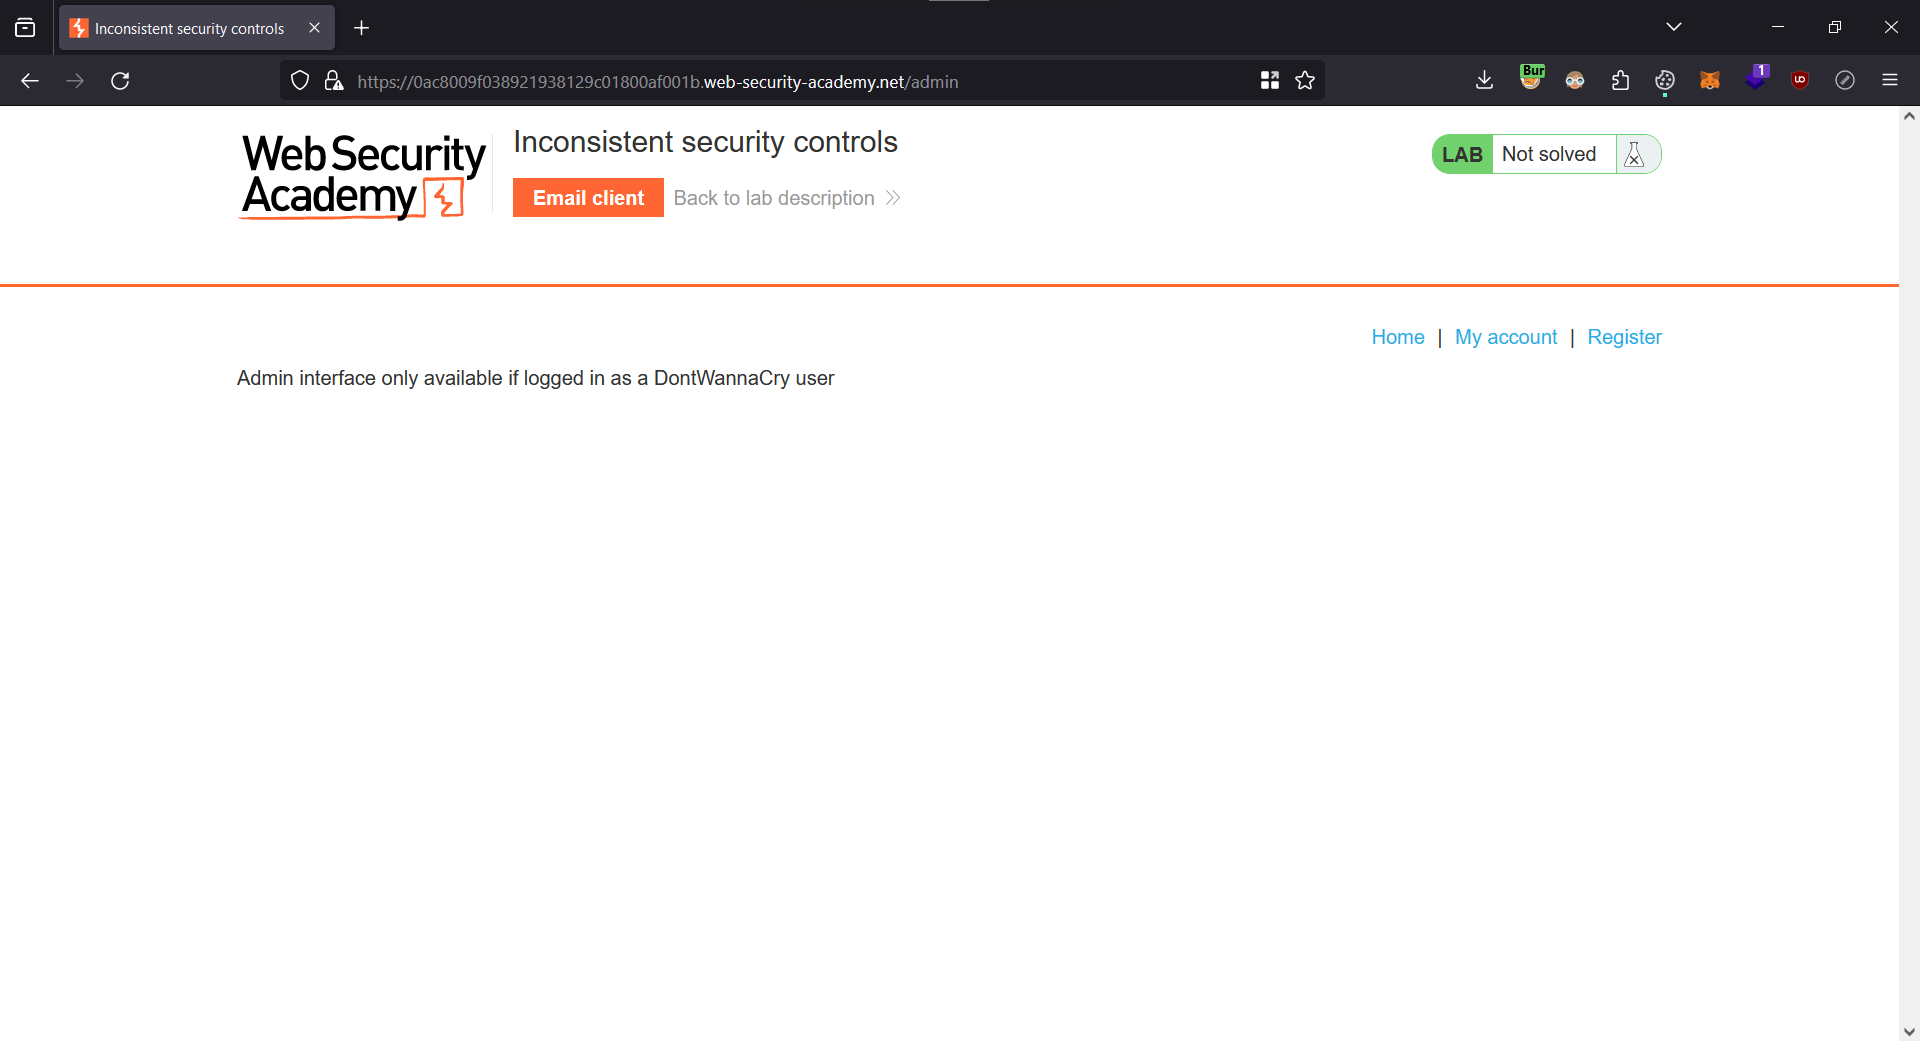 Inconsistent security controls
https://0ac8009f038921938129c01800af001b.web-security-academy.net/admin
Bur
1
Web Security
Academy
Inconsistent security controls
Email client
Back to lab description
LAB Not solved
Home | My account | Register
Admin interface only available if logged in as a DontWannaCry user